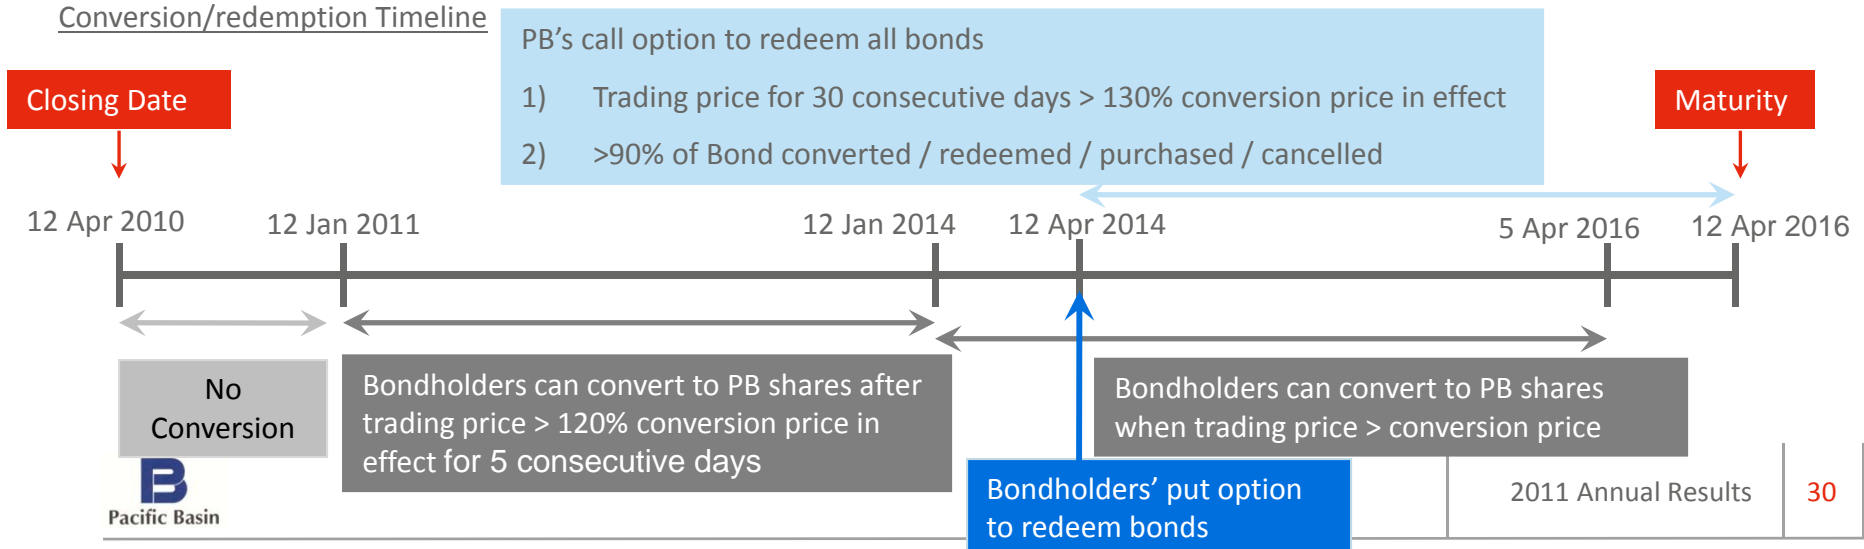 Conversion/redemption Timeline
PB’s call option to redeem all bonds
1) Trading price for 30 consecutive days > 130% conversion price in effect
2) >90% of Bond converted / redeemed / purchased / cancelled
Closing Date
Maturity
12 Apr 2010
12 Jan 2011
12 Jan 2014
12 Apr 2014
5 Apr 2016
12 Apr 2016
No
Conversion
Bondholders can convert to PB shares after
trading price > 120% conversion price in
effect for 5 consecutive days
Bondholders can convert to PB shares
when trading price > conversion price
Bondholders’ put option
to redeem bonds
Pacific Basin
2011 Annual Results
30